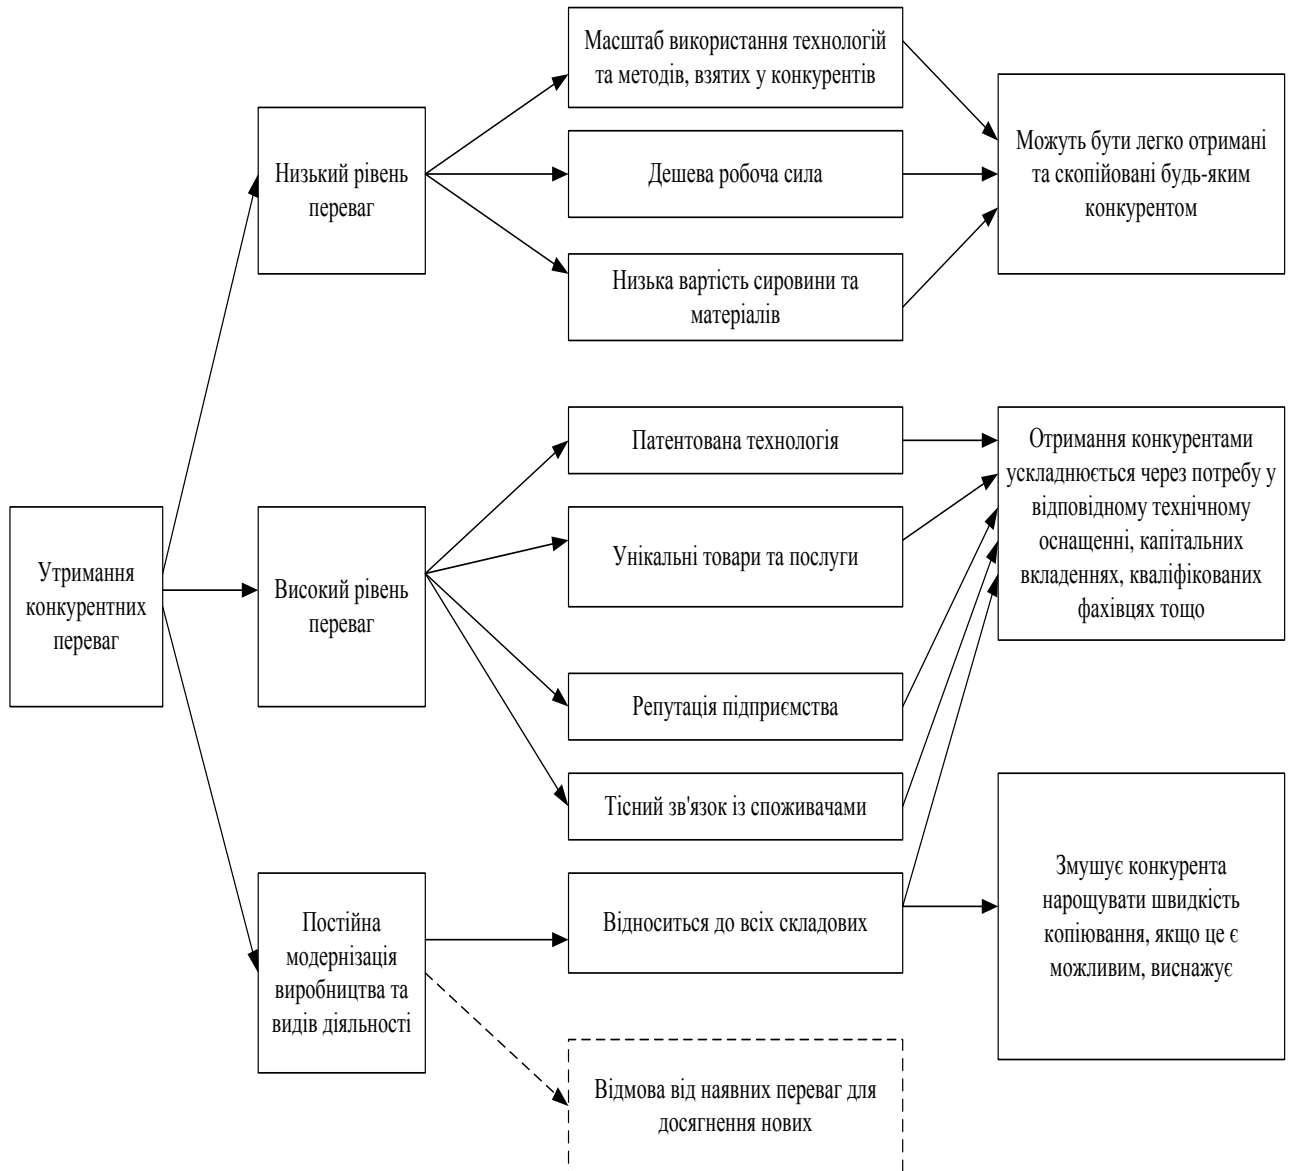 Масштаб використання технологій
та методів, взятих у конкурентів
Можуть бути легко отримані
та скопійовані будь-яким
конкурентом
Низький рівень
переваг
Дешева робоча сила
Низька вартість сировини та
матеріалів
Патентована технологія
Отримання конкурентами
ускладнюється через потребу у
відповідному технічному
оснащенні, капітальних
вкладеннях, кваліфікованих
фахівцях тощо
Утримання
конкурентних
переваг
Високий рівень
переваг
Унікальні товари та послуги
Репутація підприємства
Тісний зв'язок із споживачами
Постійна
модернізація
виробництва та
видів діяльності
Відноситься до всіх складових
Змушує конкурента
нарощувати швидкість
копіювання, якщо це є
можливим, виснажує
Відмова від наявних переваг для
досягнення нових